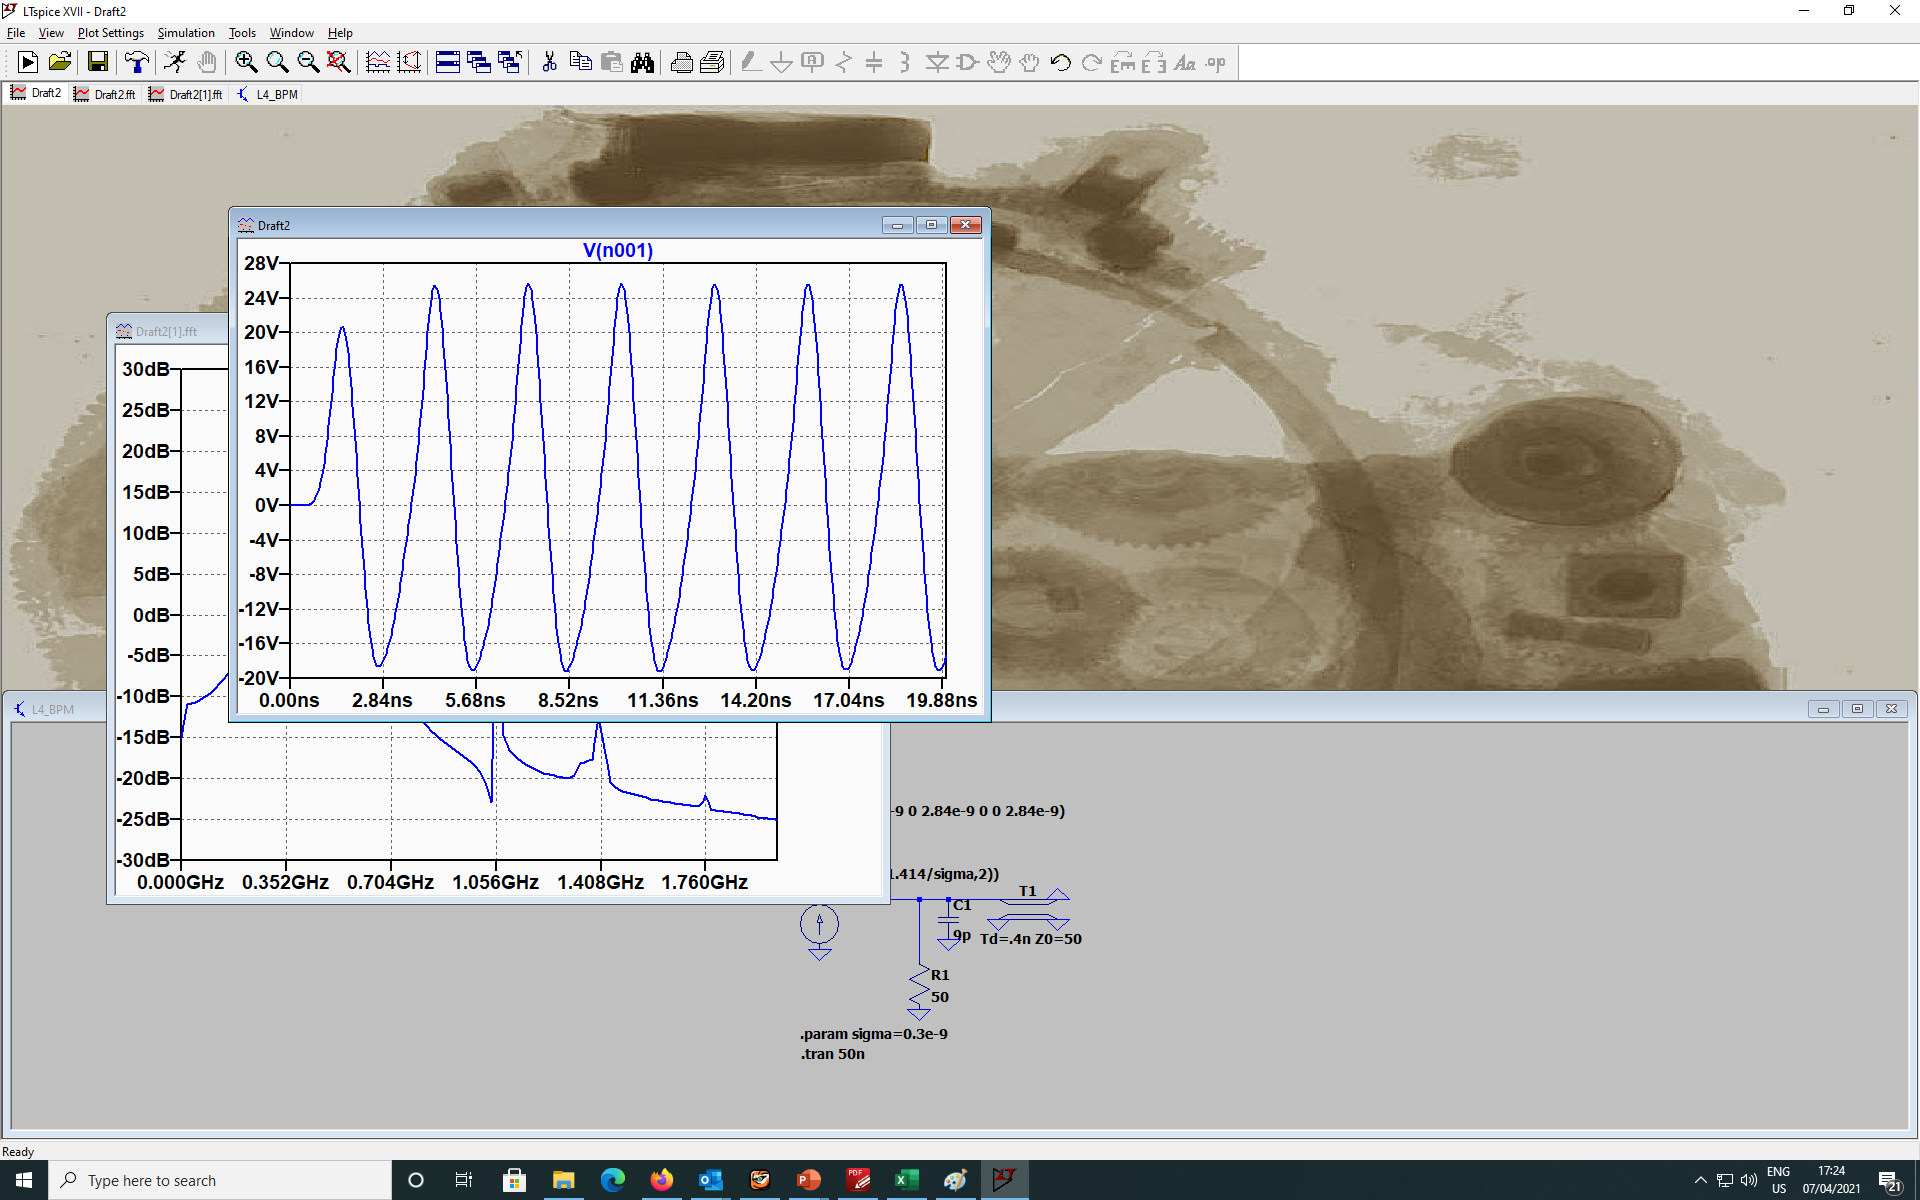 LTspice XVII - Draft2
File View Plot Settings Simulation Tools Window Help
Draft2 Draft2.fft Draft2[1].fft L4_BPM
Draft2
V(n001)
28V
24V
20V
16V
12V
8V
4V
0V
-4V
-8V
-12V
-16V
-20V
0.00ns 2.84ns 5.68ns 8.52ns 11.36ns 14.20ns 17.04ns 19.88ns
Draft2[1].fft
30dB
25dB
20dB
15dB
10dB
5dB
0dB
-5dB
-10dB
-15dB
-20dB
-25dB
-30dB
0.000GHz 0.352GHz 0.704GHz 1.056GHz 1.408GHz 1.760GHz
L4_BPM
-9 0 2.84e-9 0 0 2.84e-9)
1.414/sigma,2))
T1
C1
9p
Td=.4n Z0=50
R1
50
.param sigma=0.3e-9
.tran 50n
Ready
Type here to search
ENG
US
17:24
07/04/2021
21